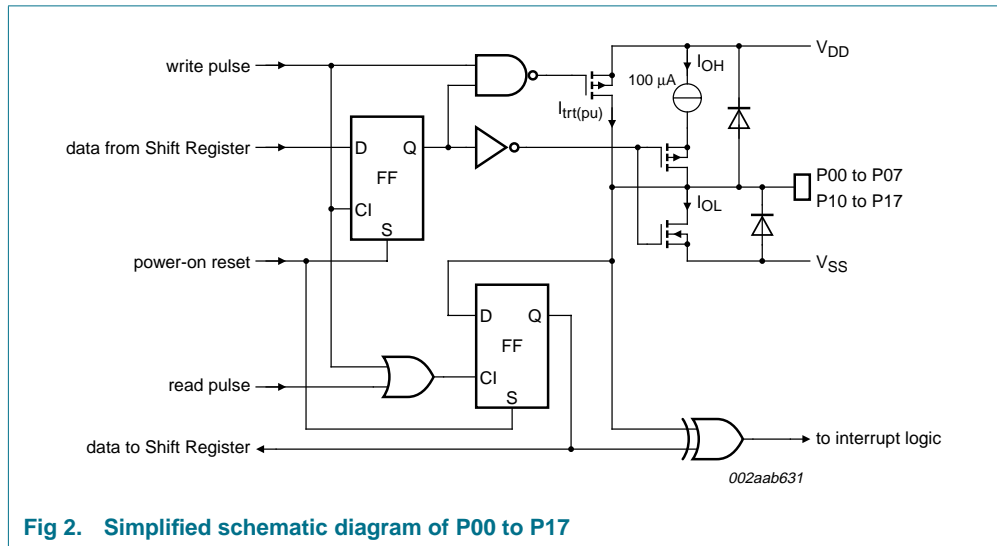 write pulse
data from Shift Register
power-on reset
read pulse
data to Shift Register
D
Q
FF
CI
S
D
Q
FF
CI
S
I_trt(pu)
100 μA
I_OH
I_OL
V_DD
P00 to P07
P10 to P17
V_SS
to interrupt logic
002aab631
Fig 2. Simplified schematic diagram of P00 to P17